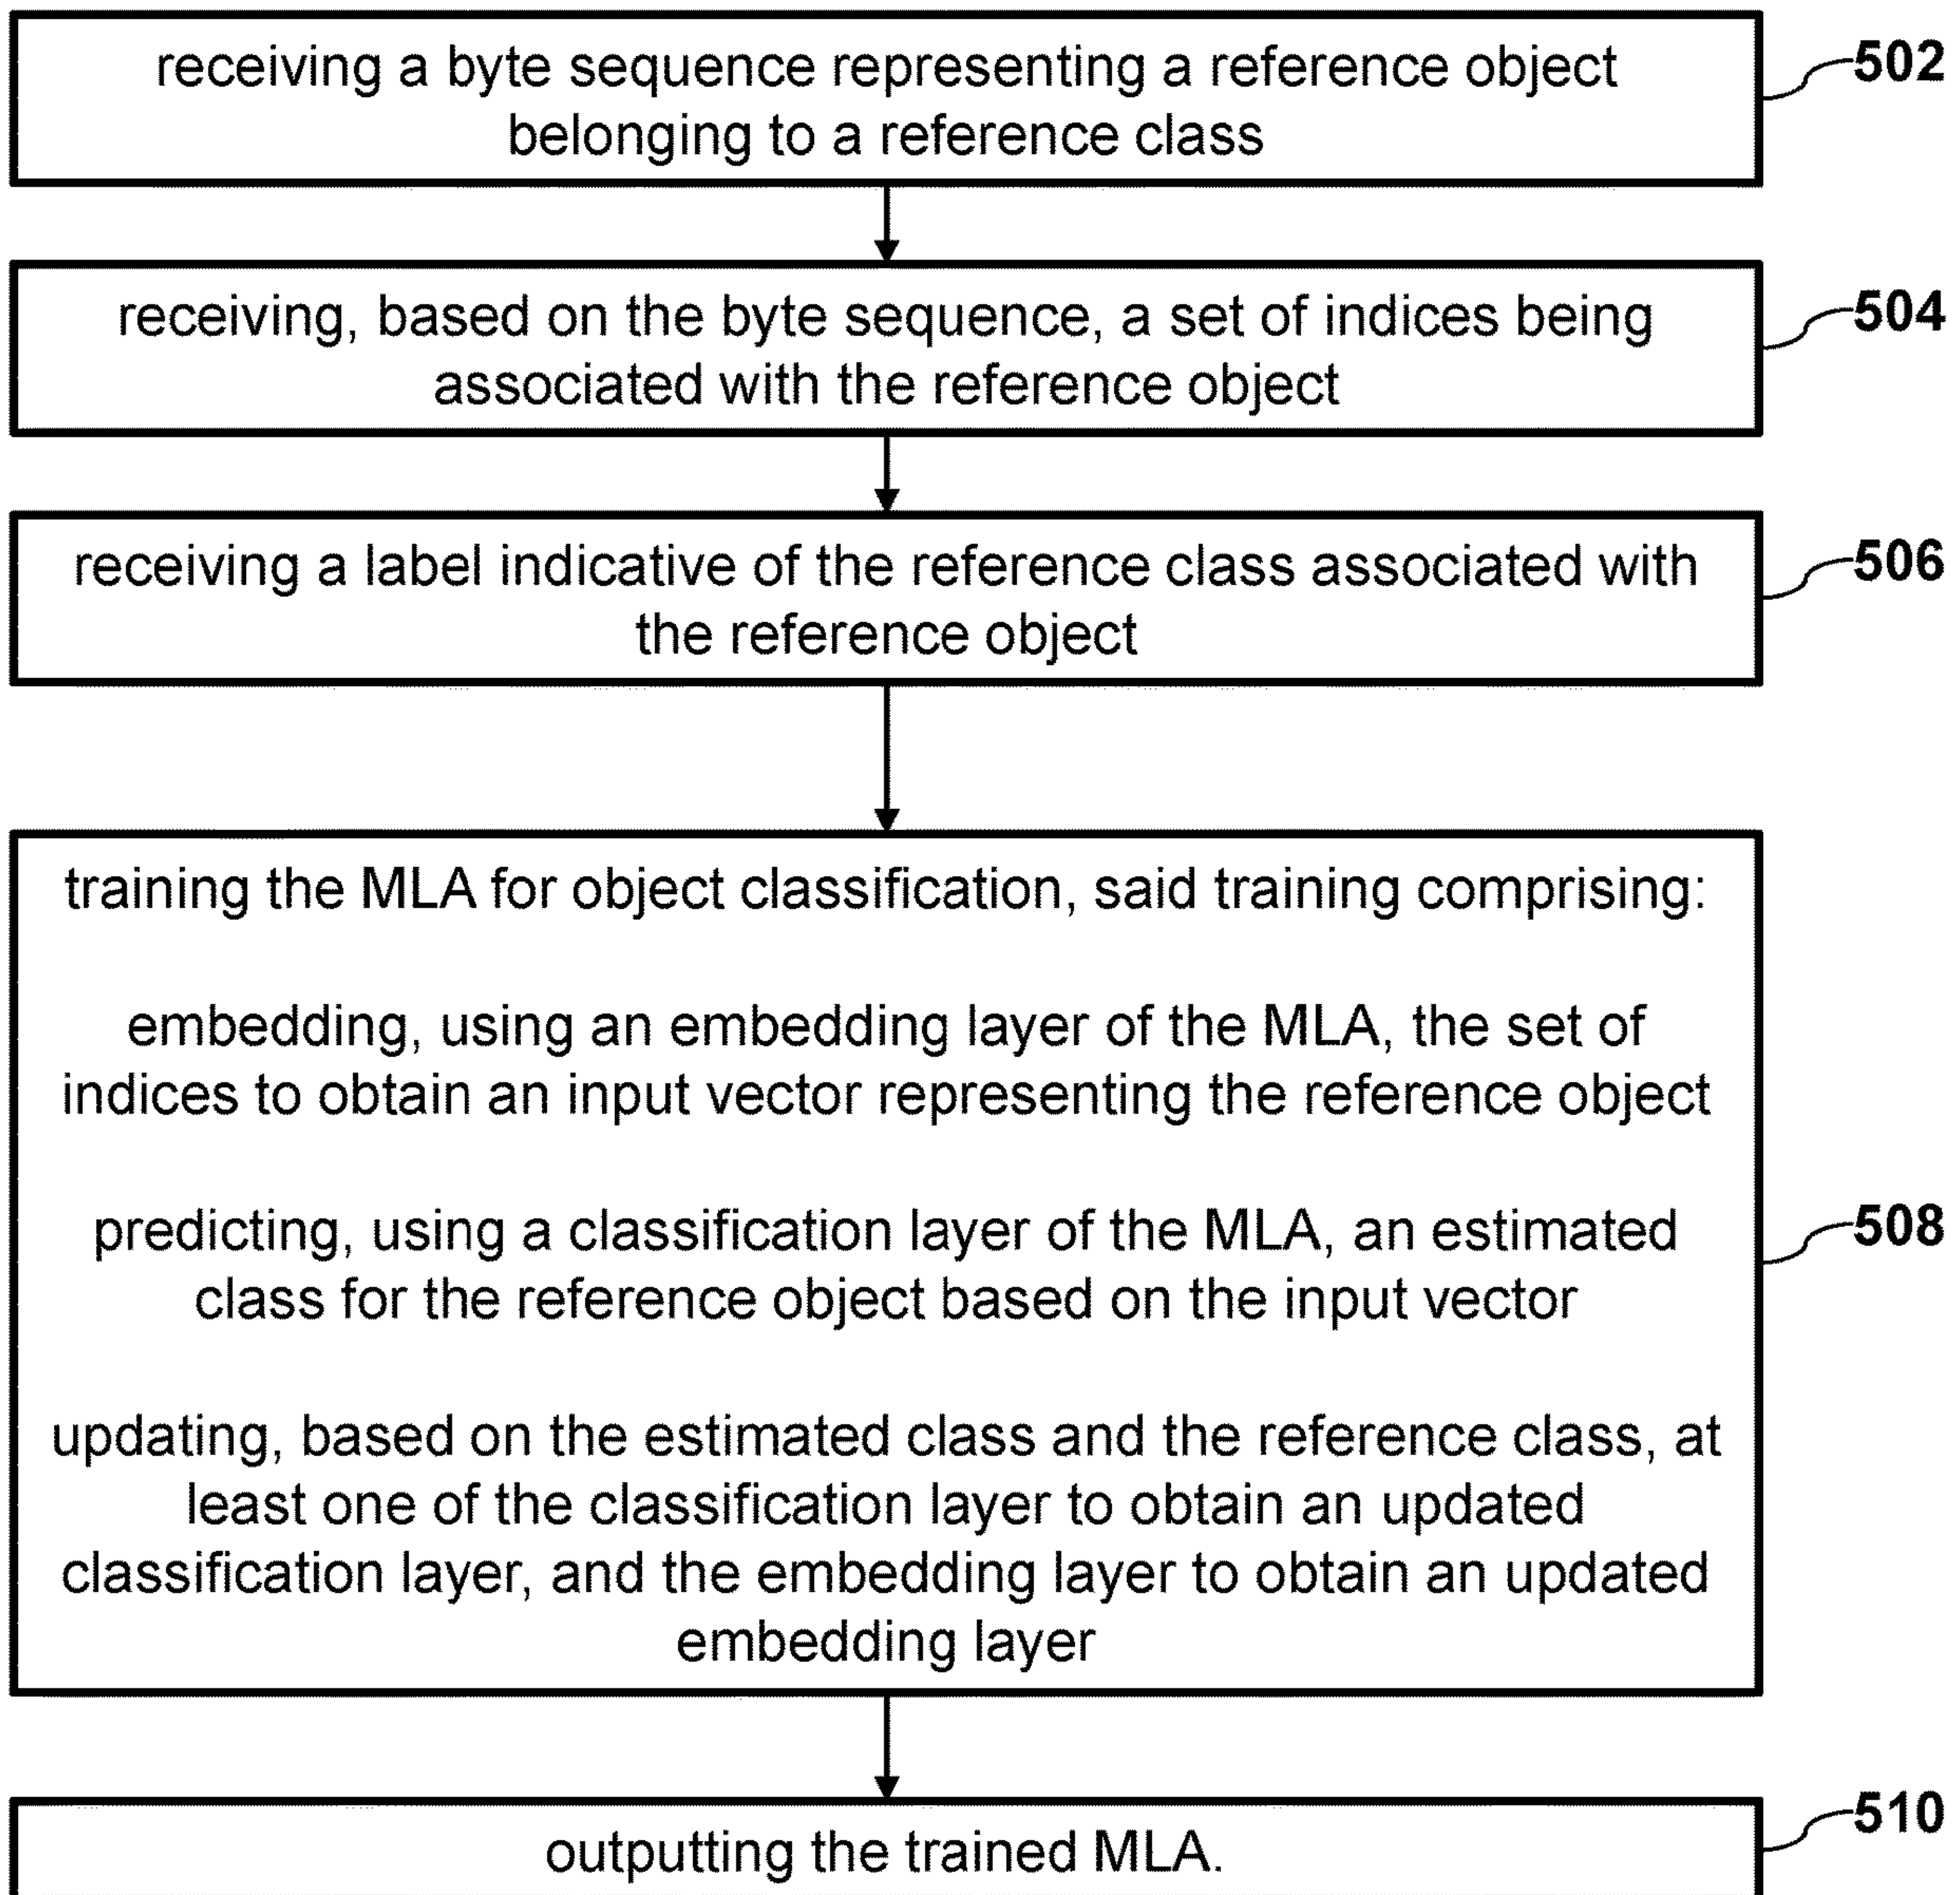 receiving a byte sequence representing a reference object
belonging to a reference class
502
receiving, based on the byte sequence, a set of indices being
associated with the reference object
504
receiving a label indicative of the reference class associated with
the reference object
506
training the MLA for object classification, said training comprising:
embedding, using an embedding layer of the MLA, the set of
indices to obtain an input vector representing the reference object
predicting, using a classification layer of the MLA, an estimated
class for the reference object based on the input vector
updating, based on the estimated class and the reference class, at
least one of the classification layer to obtain an updated
classification layer, and the embedding layer to obtain an updated
embedding layer
508
outputting the trained MLA.
510